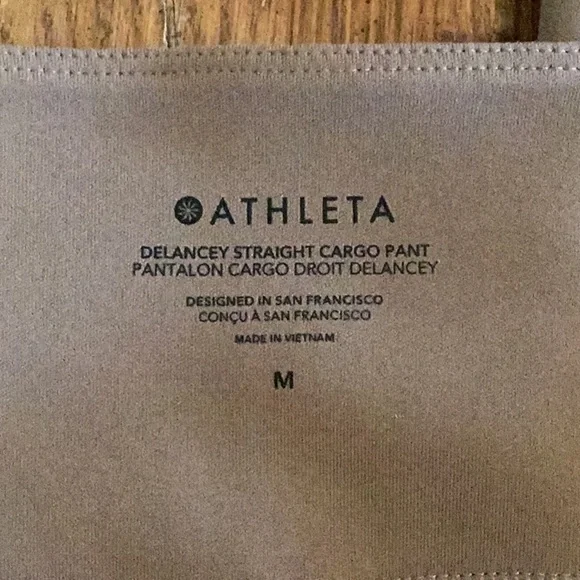 ATHLETA
DELANCEY STRAIGHT CARGO PANT
PANTALON CARGO DROIT DELANCEY
DESIGNED IN SAN FRANCISCO
CONÇU À SAN FRANCISCO
MADE IN VIETNAM
M